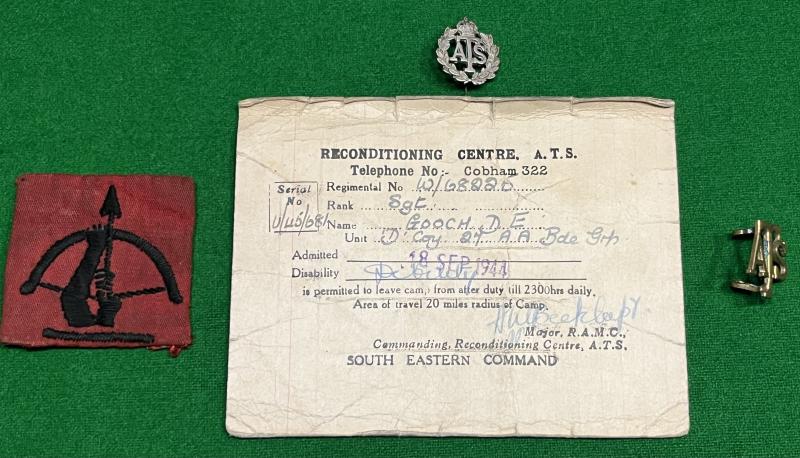 ATS
RECONDITIONING CENTRE, A.T.S.
Telephone No:- Cobham 322
Serial No
Regimental No W/68220
Rank Sgt
Name GOOCH D E
Unit 'D' Coy 27 A A Bde Grp
Admitted 18 SEP 1944
Disability Debility
is permitted to leave camp from after duty till 2300hrs daily.
Area of travel 20 miles radius of Camp.
Major, R.A.M.C.,
Commanding, Reconditioning Centre, A.T.S.
SOUTH EASTERN COMMAND